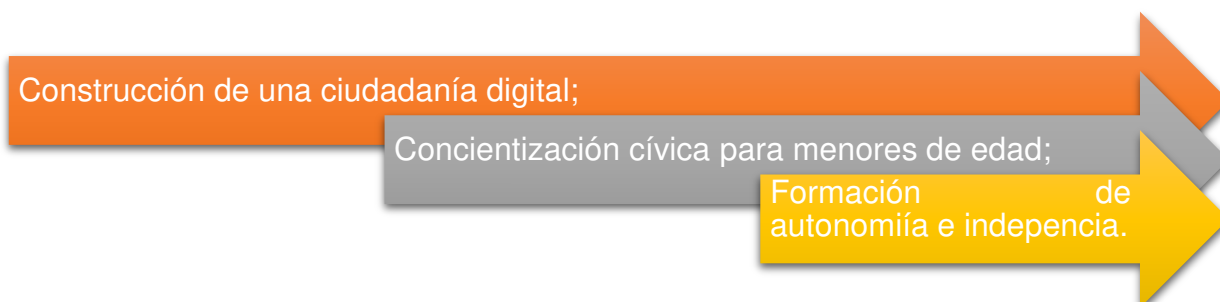 Construcción de una ciudadanía digital;
Concientización cívica para menores de edad;
Formación de
autonomiía e indepencia.